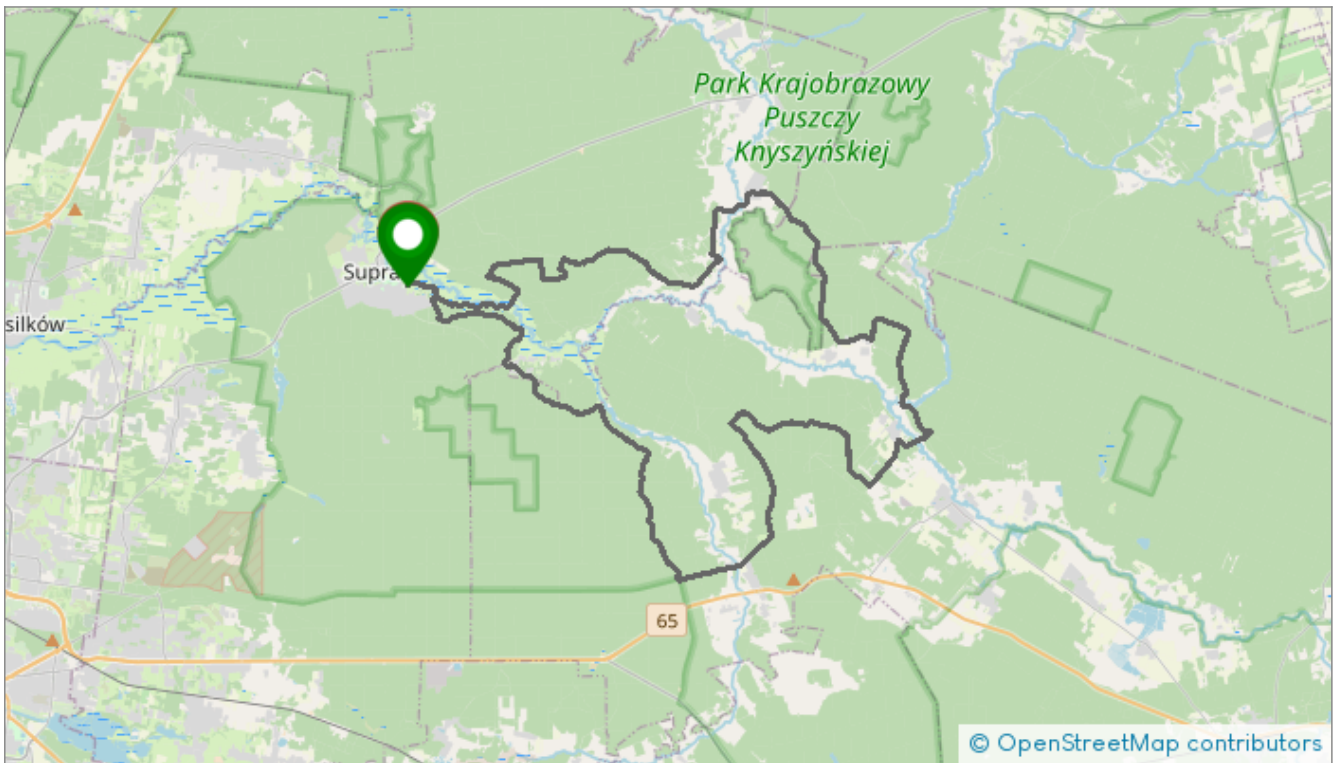 Park Krajobrazowy
Puszczy
Knyszyńskiej
Supra
silków
65
© OpenStreetMap contributors